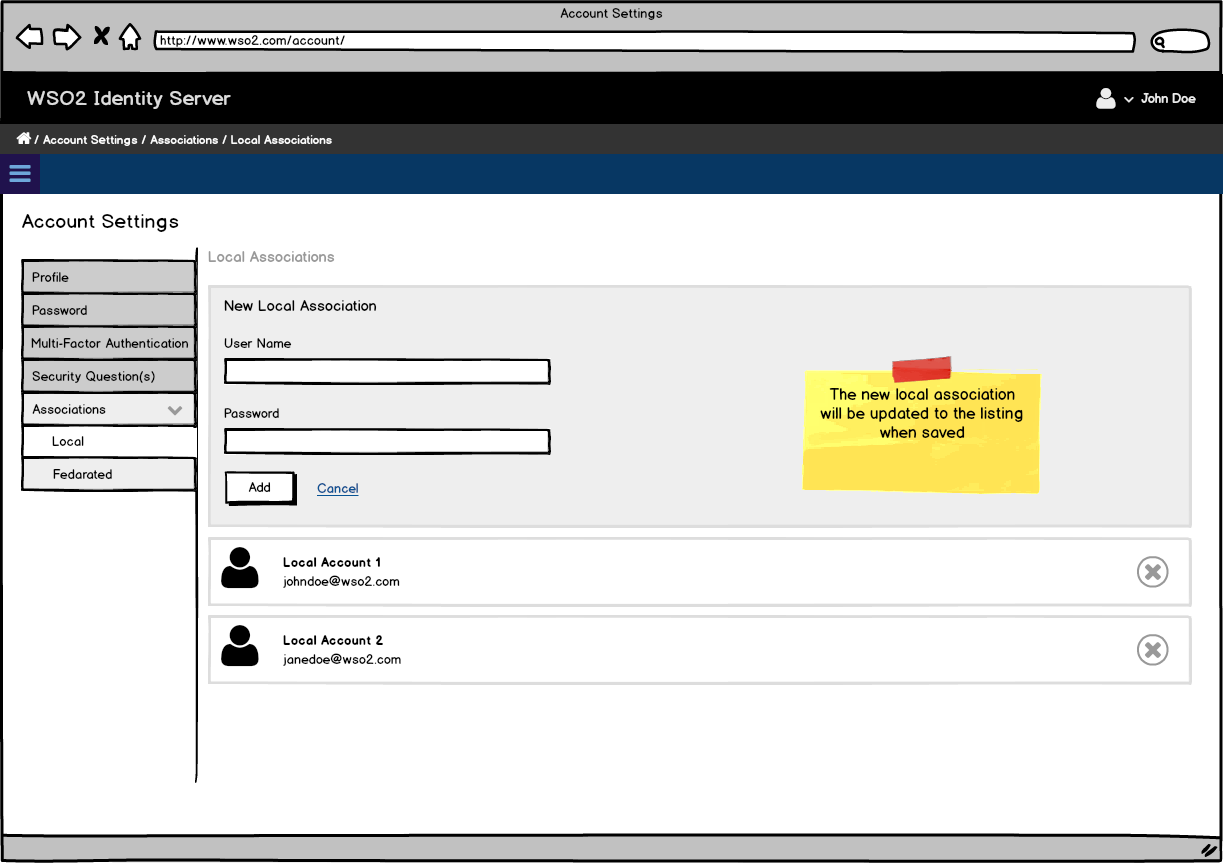 Account Settings
http://www.wso2.com/account/
WSO2 Identity Server
John Doe
/ Account Settings / Associations / Local Associations
Account Settings
Profile
Password
Multi-Factor Authentication
Security Question(s)
Associations
Local
Fedarated
Local Associations
New Local Association
User Name
Password
Add
Cancel
The new local association
will be updated to the listing
when saved
Local Account 1
johndoe@wso2.com
Local Account 2
janedoe@wso2.com